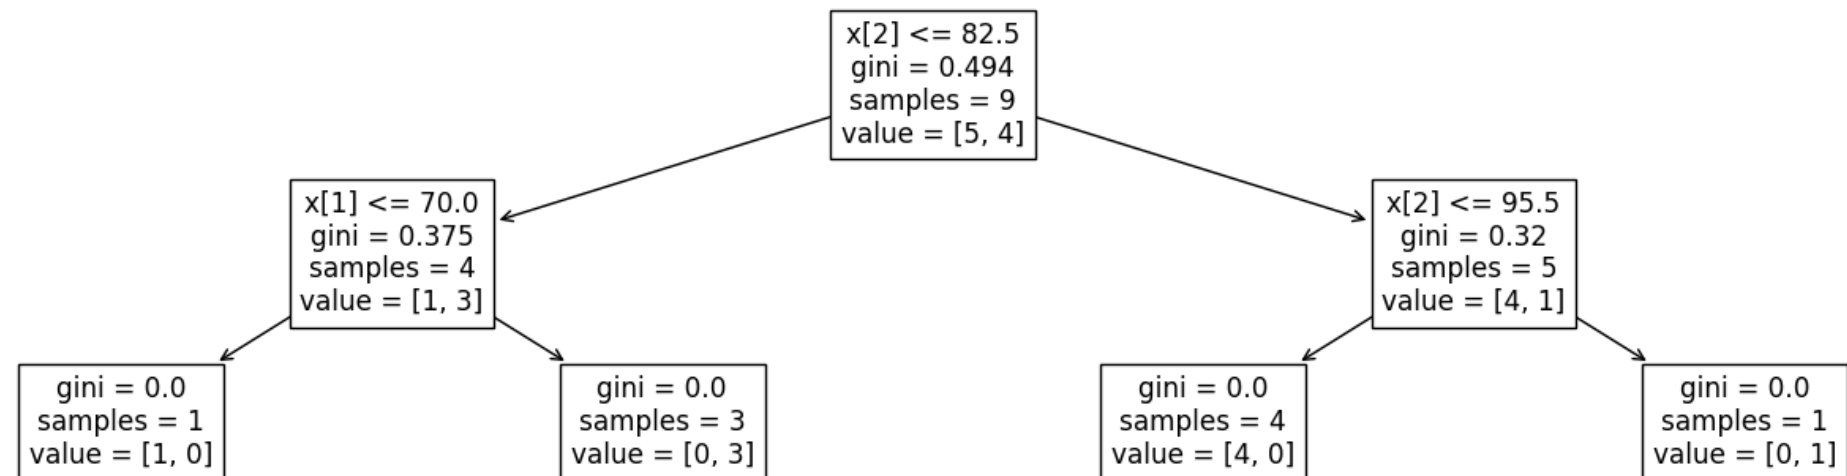 x[2] <= 82.5
gini = 0.494
samples = 9
value = [5, 4]
x[1] <= 70.0
gini = 0.375
samples = 4
value = [1, 3]
x[2] <= 95.5
gini = 0.32
samples = 5
value = [4, 1]
gini = 0.0
samples = 1
value = [1, 0]
gini = 0.0
samples = 3
value = [0, 3]
gini = 0.0
samples = 4
value = [4, 0]
gini = 0.0
samples = 1
value = [0, 1]